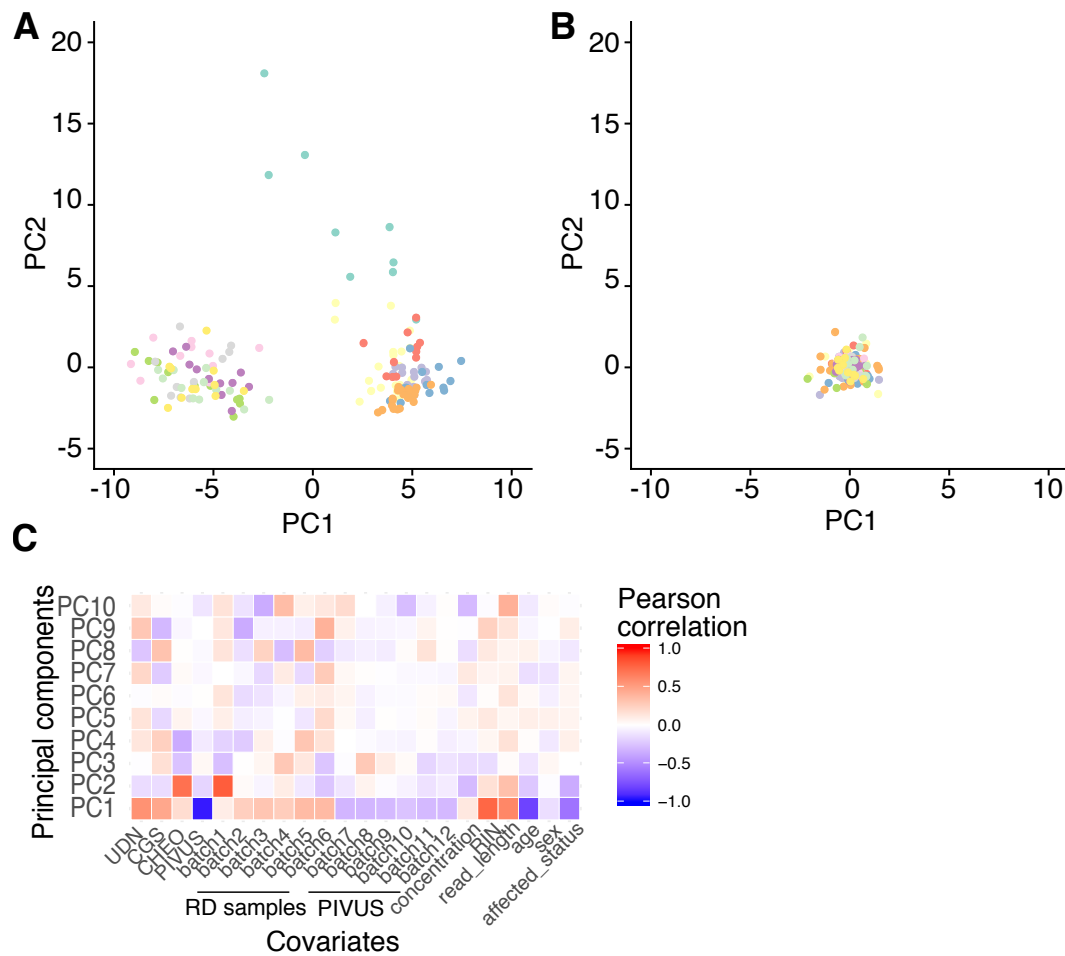 A
B
20
15
10
5
0
-5
PC2
-10
-5
0
5
10
PC1
20
15
10
5
0
-5
PC2
-10
-5
0
5
10
PC1
C
Principal components
PC10
PC9
PC8
PC7
PC6
PC5
PC4
PC3
PC2
PC1
UDN
CGS
CHEO
PIVUS
batch1
batch2
batch3
batch4
batch5
batch6
batch7
batch8
batch9
batch10
batch11
batch12
concentration
RIN
read_length
age
sex
affected_status
RD samples
PIVUS
Covariates
Pearson
correlation
1.0
0.5
0.0
−0.5
−1.0